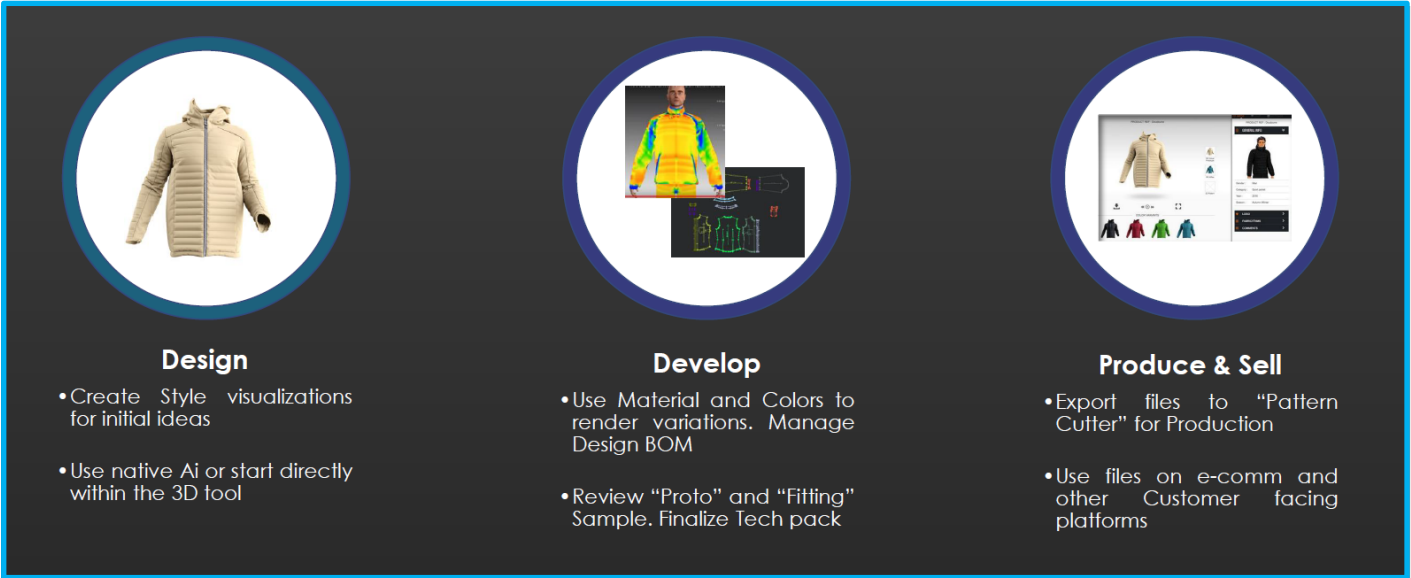 Design
•Create Style visualizations
for initial ideas
•Use native Ai or start directly
within the 3D tool
Develop
•Use Material and Colors to
render variations. Manage
Design BOM
•Review “Proto” and “Fitting”
Sample. Finalize Tech pack
Produce & Sell
•Export files to “Pattern
Cutter” for Production
•Use files on e-comm and
other Customer facing
platforms